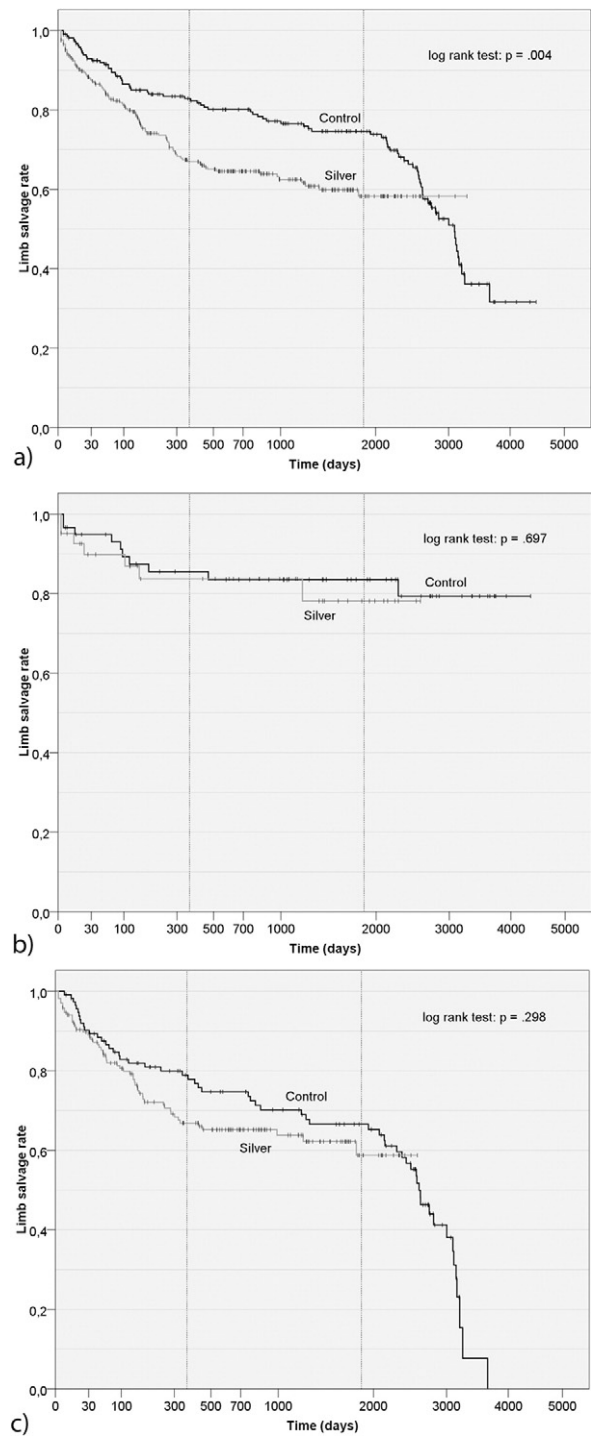 1,0
log rank test: p = .004
0,8
Control
Limb salvage rate
0,6
Silver
0,4
0,2
0,0
0 30 100 300 500 700 1000 2000 3000 4000 5000
Time (days)
a)
1,0
log rank test: p = .697
0,8
Control
Silver
Limb salvage rate
0,6
0,4
0,2
0,0
0 30 100 300 500 700 1000 2000 3000 4000 5000
Time (days)
b)
1,0
log rank test: p = .298
0,8
Control
Limb salvage rate
0,6
Silver
0,4
0,2
0,0
0 30 100 300 500 700 1000 2000 3000 4000 5000
Time (days)
c)